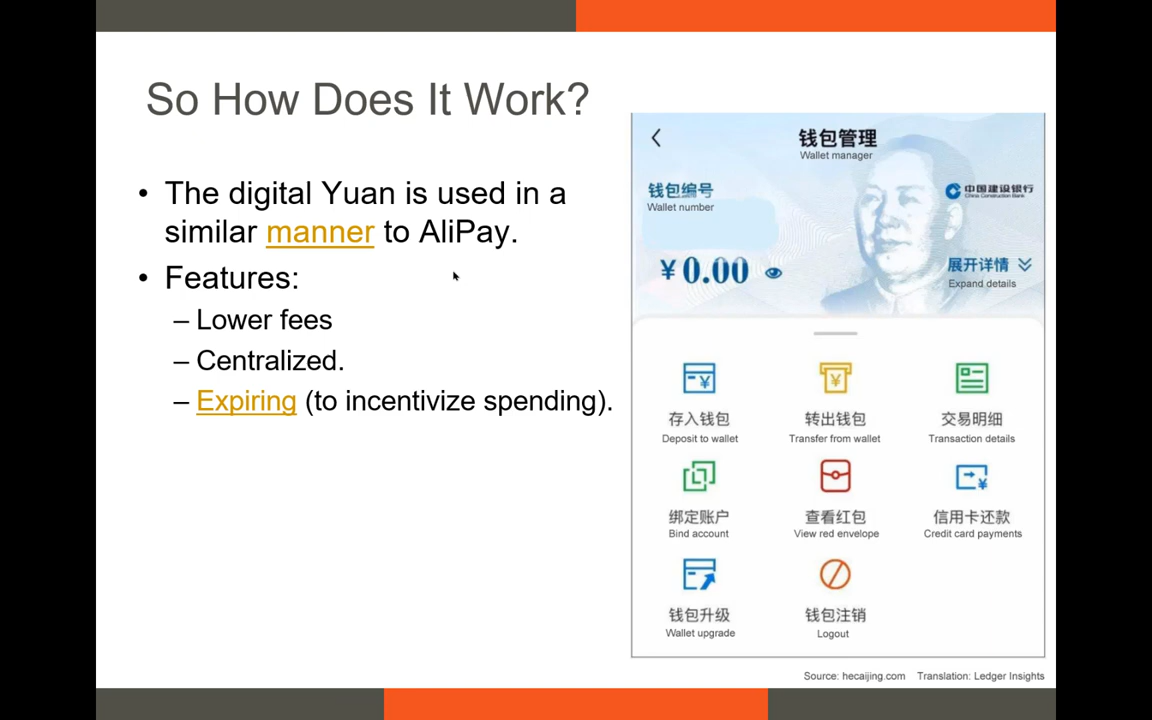 So How Does It Work?
• The digital Yuan is used in a
similar manner to AliPay.
• Features:
– Lower fees
– Centralized.
– Expiring (to incentivize spending).
钱包管理
Wallet manager
钱包编号
Wallet number
中国建设银行
China Construction Bank
¥0.00
展开详情
Expand details
存入钱包
Deposit to wallet
转出钱包
Transfer from wallet
交易明细
Transaction details
绑定账户
Bind account
查看红包
View red envelope
信用卡还款
Credit card payments
钱包升级
Wallet upgrade
钱包注销
Logout
Source: hecaijing.com Translation: Ledger Insights